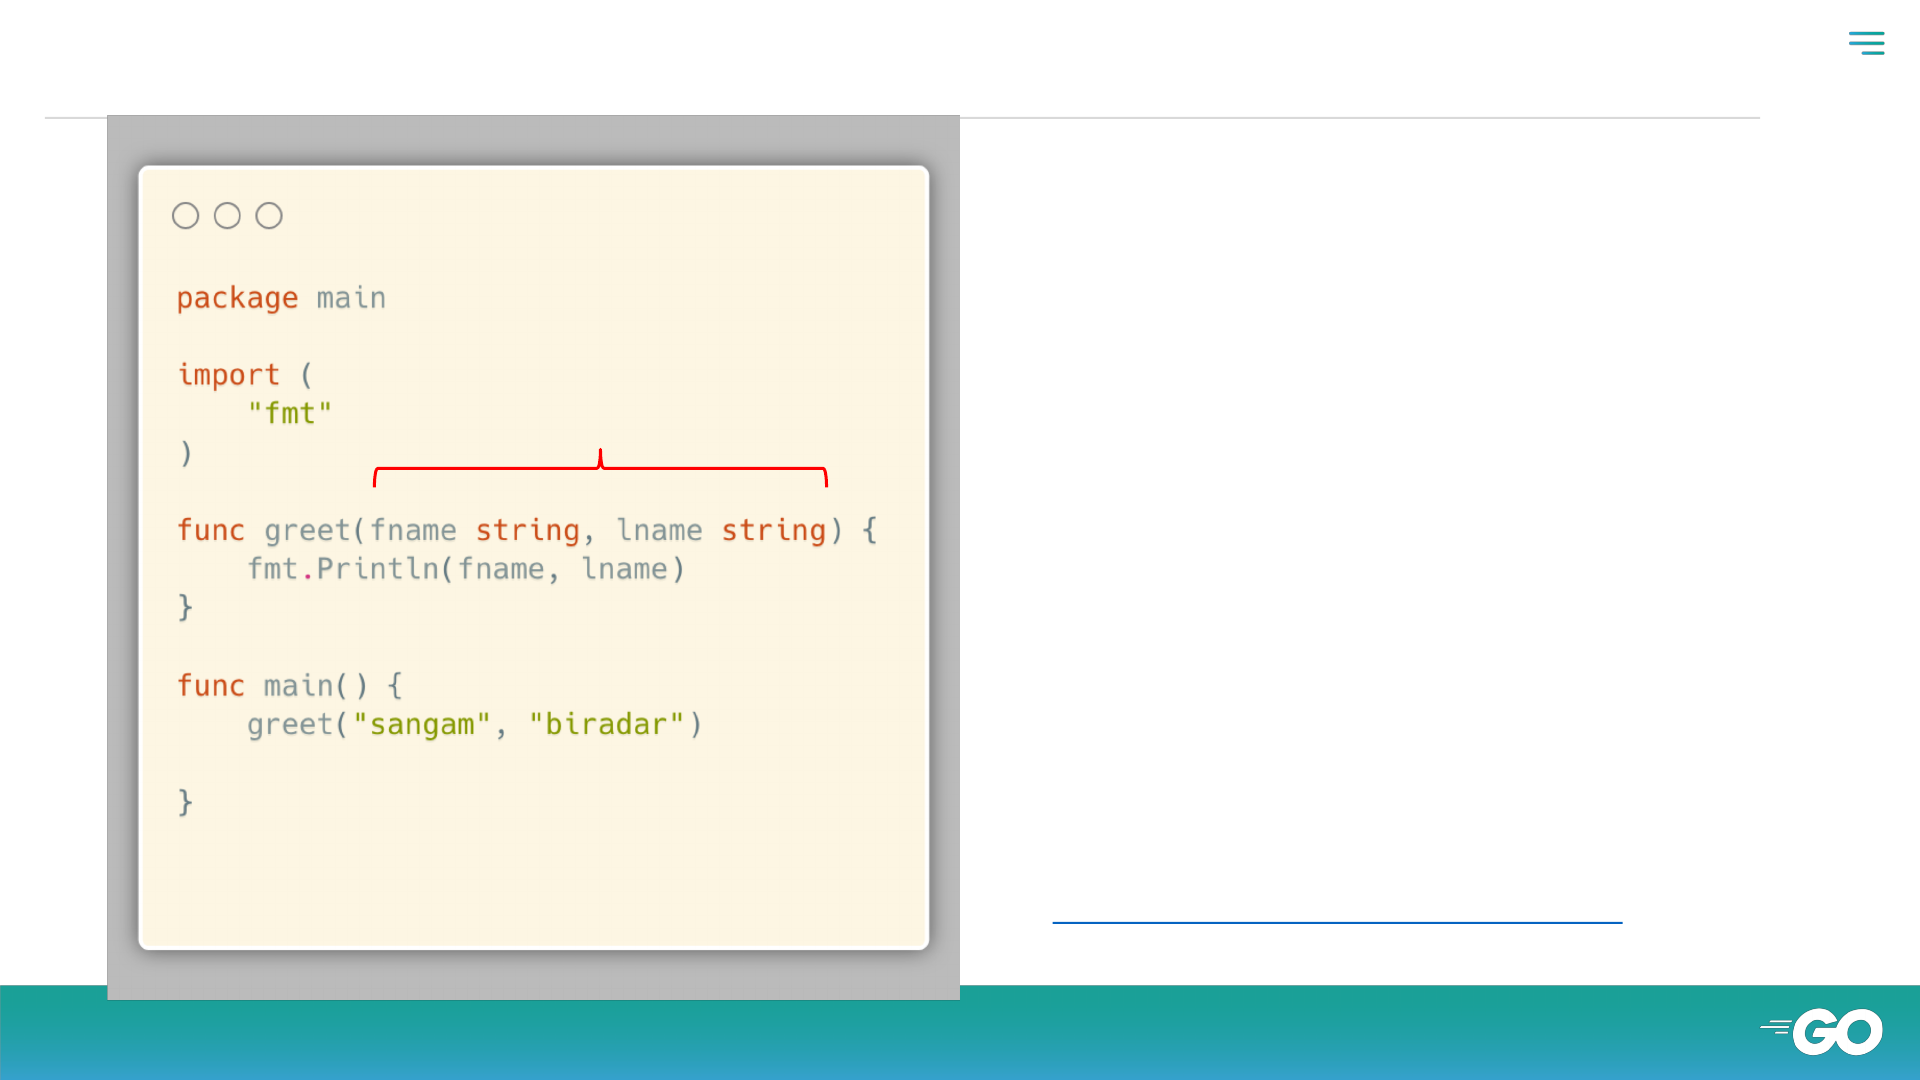 package main
import (
    "fmt"
)
func greet(fname string, lname string) {
    fmt.Println(fname, lname)
}
func main() {
    greet("sangam", "biradar")
}
GO